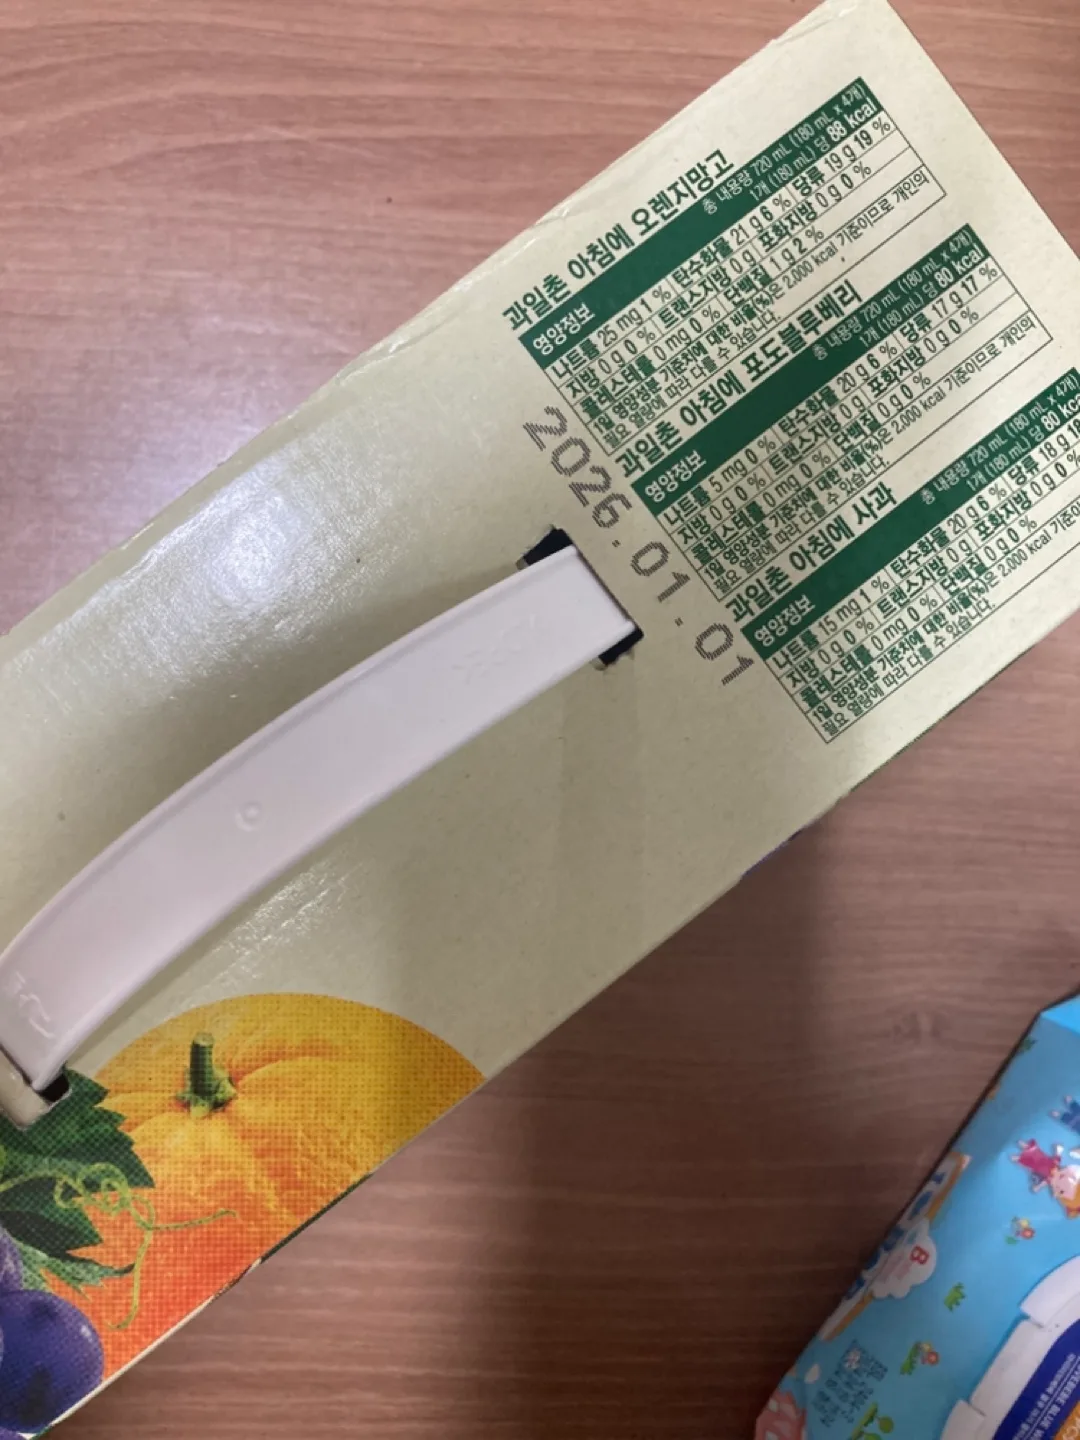 과일촌 아침에 오렌지망고
영양정보
총 내용량 720 mL (180 mL x 4개)
1개 (180 mL) 당 88 kcal
나트륨 25 mg 1 % 탄수화물 21 g 6 % 당류 19 g 19 %
지방 0 g 0 % 트랜스지방 0 g 포화지방 0 g 0 %
콜레스테롤 0 mg 0 % 단백질 1 g 2 %
1일 영양성분 기준치에 대한 비율(%)은 2,000 kcal 기준이므로 개인의
필요 열량에 따라 다를 수 있습니다.
과일촌 아침에 포도블루베리
영양정보
총 내용량 720 mL (180 mL x 4개)
1개 (180 mL) 당 80 kcal
나트륨 5 mg 0 % 탄수화물 20 g 6 % 당류 17 g 17 %
지방 0 g 0 % 트랜스지방 0 g 포화지방 0 g 0 %
콜레스테롤 0 mg 0 % 단백질 0 g 0 %
1일 영양성분 기준치에 대한 비율(%)은 2,000 kcal 기준이므로 개인의
필요 열량에 따라 다를 수 있습니다.
과일촌 아침에 사과
영양정보
총 내용량 720 mL (180 mL x 4개)
1개 (180 mL) 당 80 kcal
나트륨 15 mg 1 % 탄수화물 20 g 6 % 당류 18 g 18
지방 0 g 0 % 트랜스지방 0 g 포화지방 0 g 0 %
콜레스테롤 0 mg 0 % 단백질 0 g 0 %
1일 영양성분 기준치에 대한 비율(%)은 2,000 kcal 기준이므로
필요 열량에 따라 다를 수 있습니다.
2026.01.01